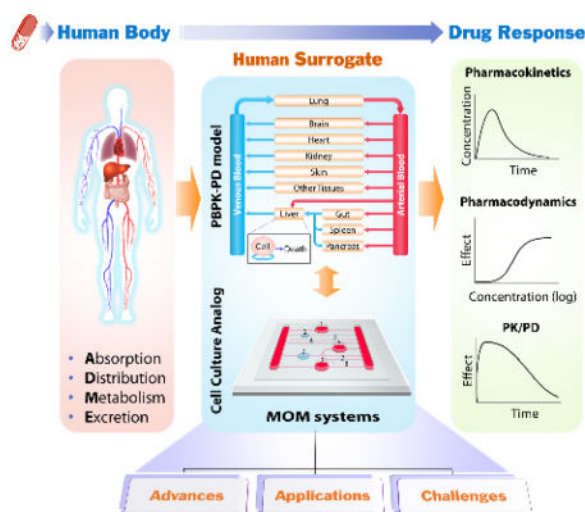 Human Body
Drug Response
Human Surrogate
Absorption
Distribution
Metabolism
Excretion
PBPK-PD model
Venous Blood
Arterial Blood
Lung
Brain
Heart
Kidney
Skin
Other Tissues
Liver
Gut
Spleen
Pancreas
Cell
Death
Cell Culture Analog
MOM systems
Pharmacokinetics
Concentration
Time
Pharmacodynamics
Effect
Concentration (log)
PK/PD
Effect
Time
Advances
Applications
Challenges